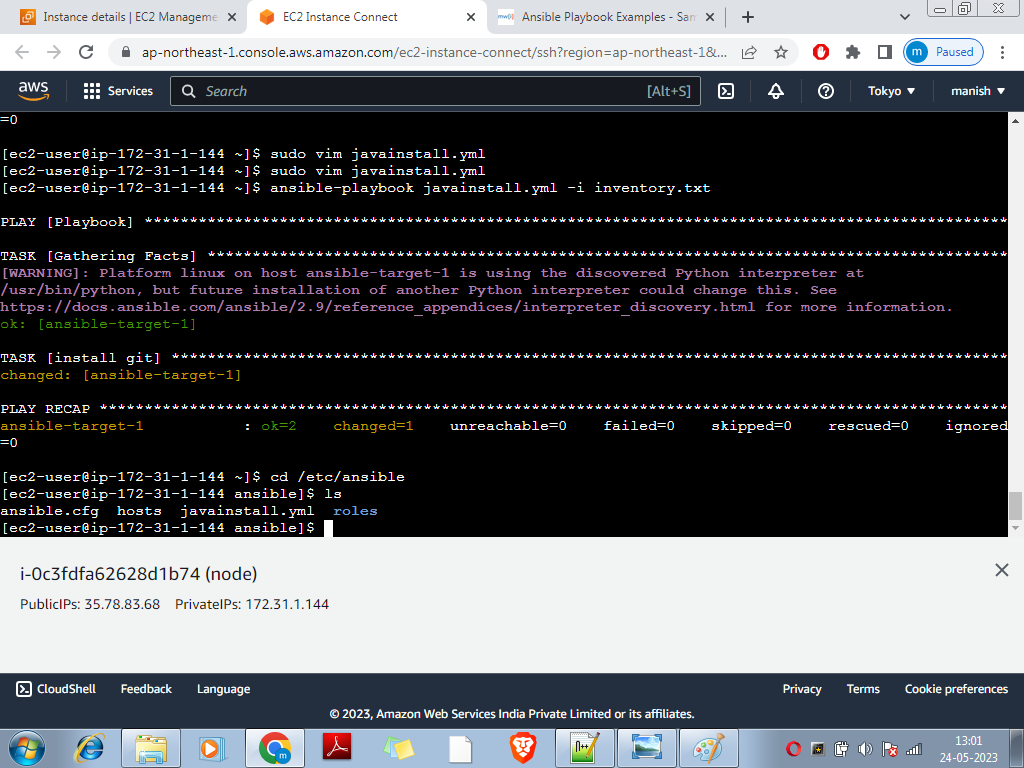 Instance details | EC2 Manageme
EC2 Instance Connect
Ansible Playbook Examples - Sam
ap-northeast-1.console.aws.amazon.com/ec2-instance-connect/ssh?region=ap-northeast-1&...
m Paused
aws
Services
Search [Alt+S]
Tokyo
manish
=0
[ec2-user@ip-172-31-1-144 ~]$ sudo vim javainstall.yml
[ec2-user@ip-172-31-1-144 ~]$ sudo vim javainstall.yml
[ec2-user@ip-172-31-1-144 ~]$ ansible-playbook javainstall.yml -i inventory.txt
PLAY [Playbook] ************************************************************************************************
TASK [Gathering Facts] *****************************************************************************************
[WARNING]: Platform linux on host ansible-target-1 is using the discovered Python interpreter at
/usr/bin/python, but future installation of another Python interpreter could change this. See
https://docs.ansible.com/ansible/2.9/reference_appendices/interpreter_discovery.html for more information.
ok: [ansible-target-1]
TASK [install git] *********************************************************************************************
changed: [ansible-target-1]
PLAY RECAP *****************************************************************************************************
ansible-target-1 : ok=2 changed=1 unreachable=0 failed=0 skipped=0 rescued=0 ignored
=0
[ec2-user@ip-172-31-1-144 ~]$ cd /etc/ansible
[ec2-user@ip-172-31-1-144 ansible]$ ls
ansible.cfg hosts javainstall.yml roles
[ec2-user@ip-172-31-1-144 ansible]$
i-0c3fdfa62628d1b74 (node)
PublicIPs: 35.78.83.68 PrivateIPs: 172.31.1.144
CloudShell Feedback Language Privacy Terms Cookie preferences
© 2023, Amazon Web Services India Private Limited or its affiliates.
13:01
24-05-2023